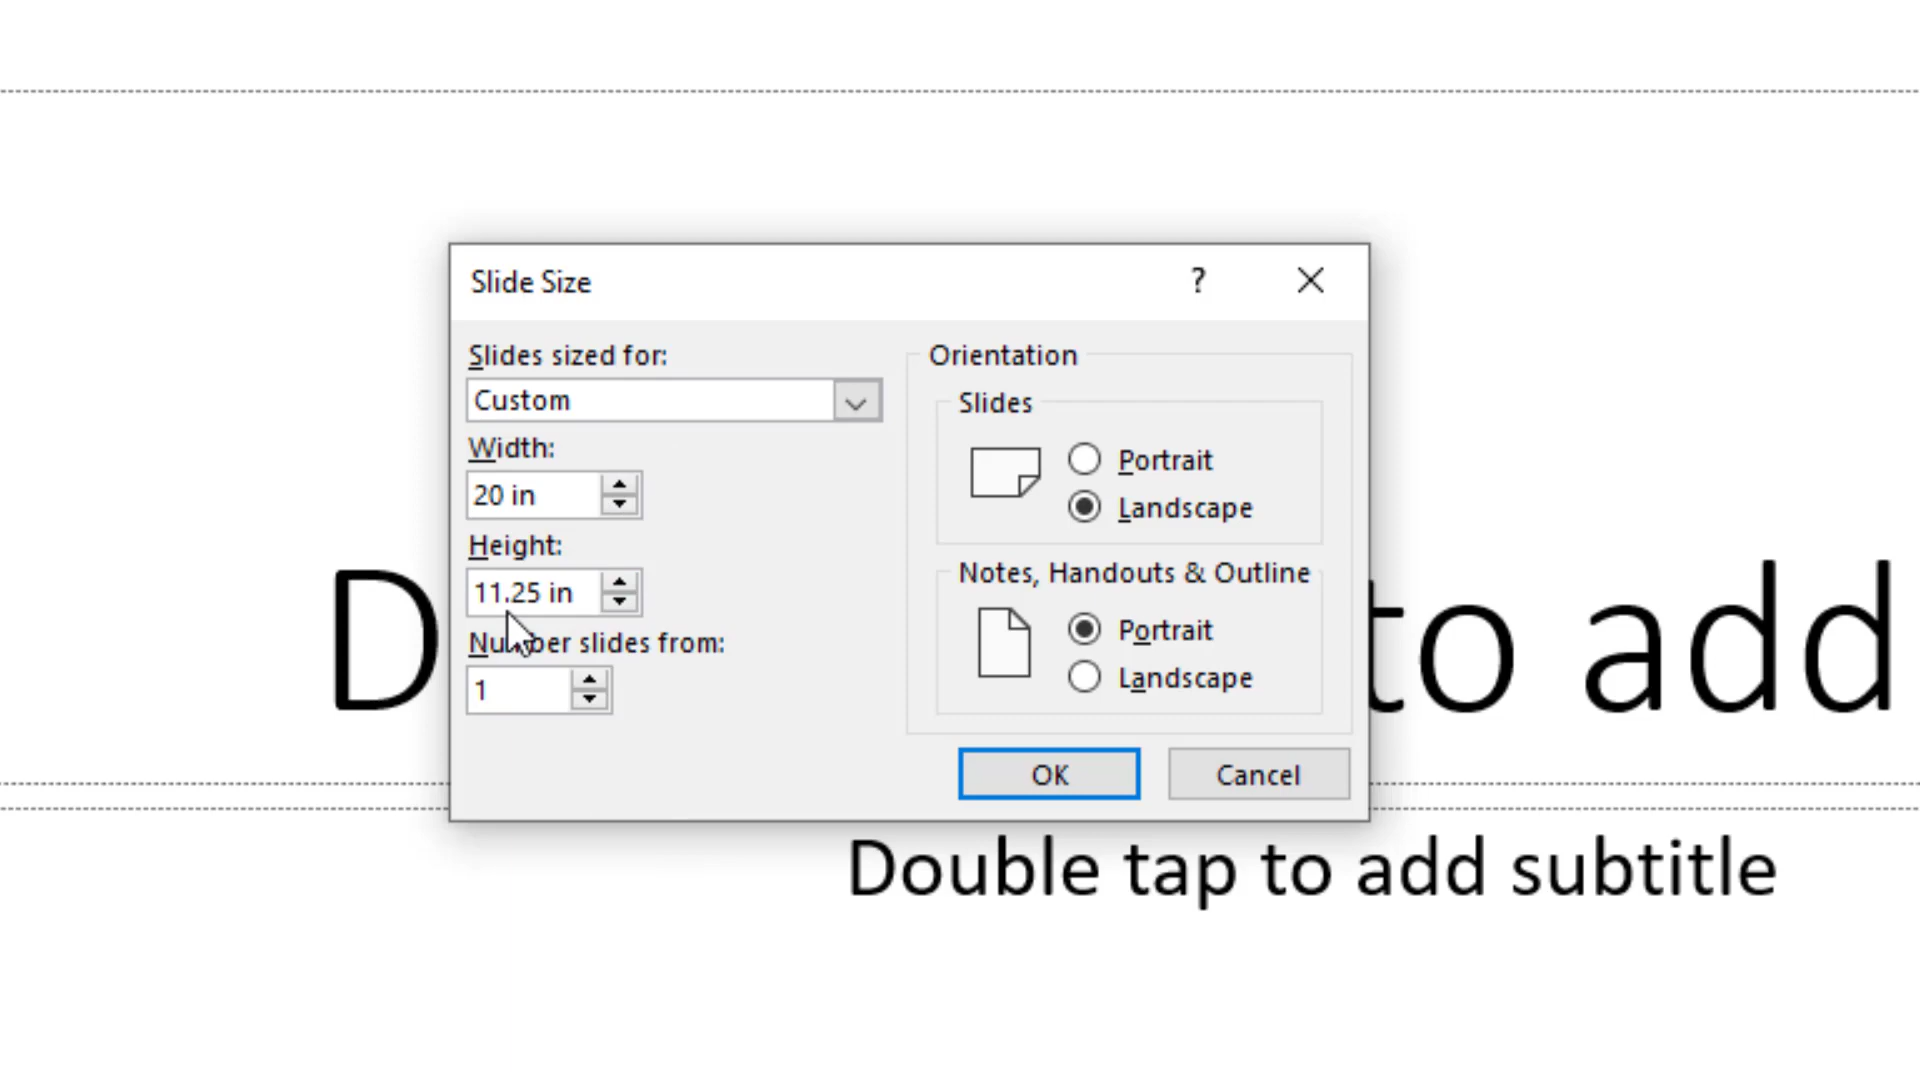 Slide Size
?
Slides sized for:
Custom
Width:
20 in
Height:
11.25 in
Number slides from:
1
Orientation
Slides
Portrait
Landscape
Notes, Handouts & Outline
Portrait
Landscape
OK
Cancel
D to add
Double tap to add subtitle